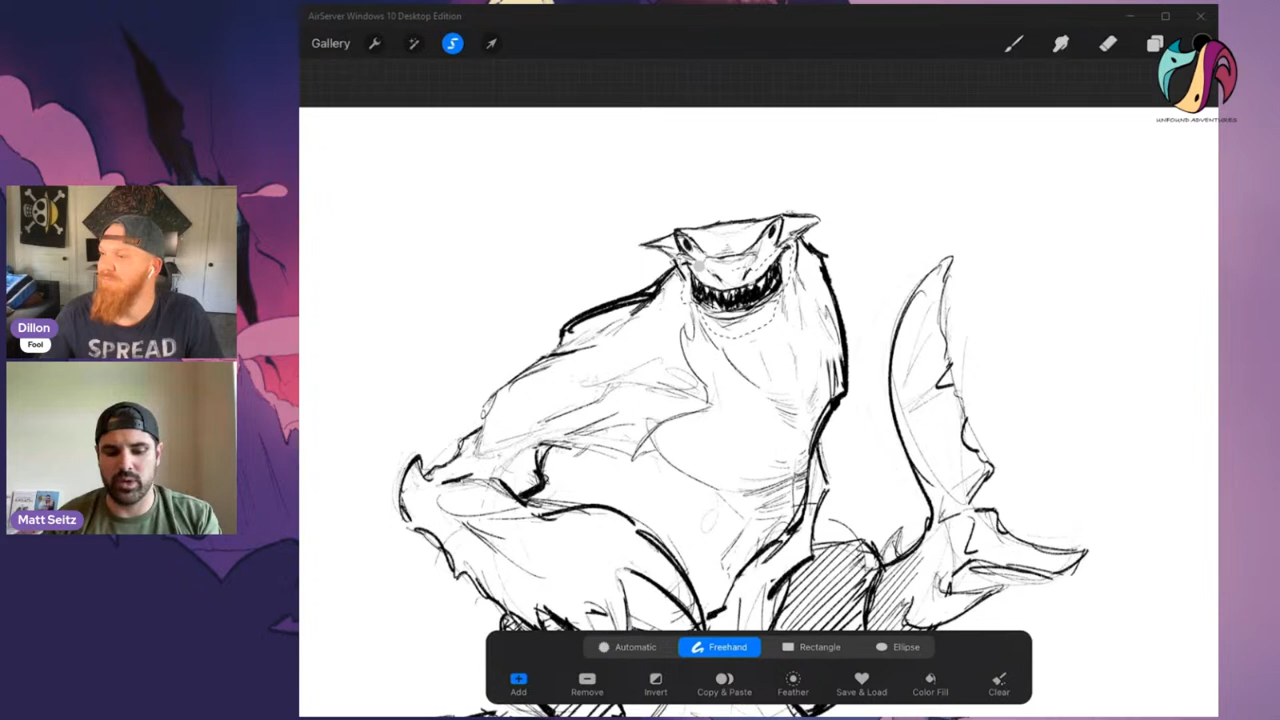 AirServer Windows 10 Desktop Edition
Gallery
UNFOUND ADVENTURES
Dillon
Fool
SPREAD
Matt Seitz
Automatic Freehand Rectangle Ellipse
Add Remove Invert Copy & Paste Feather Save & Load Color Fill Clear